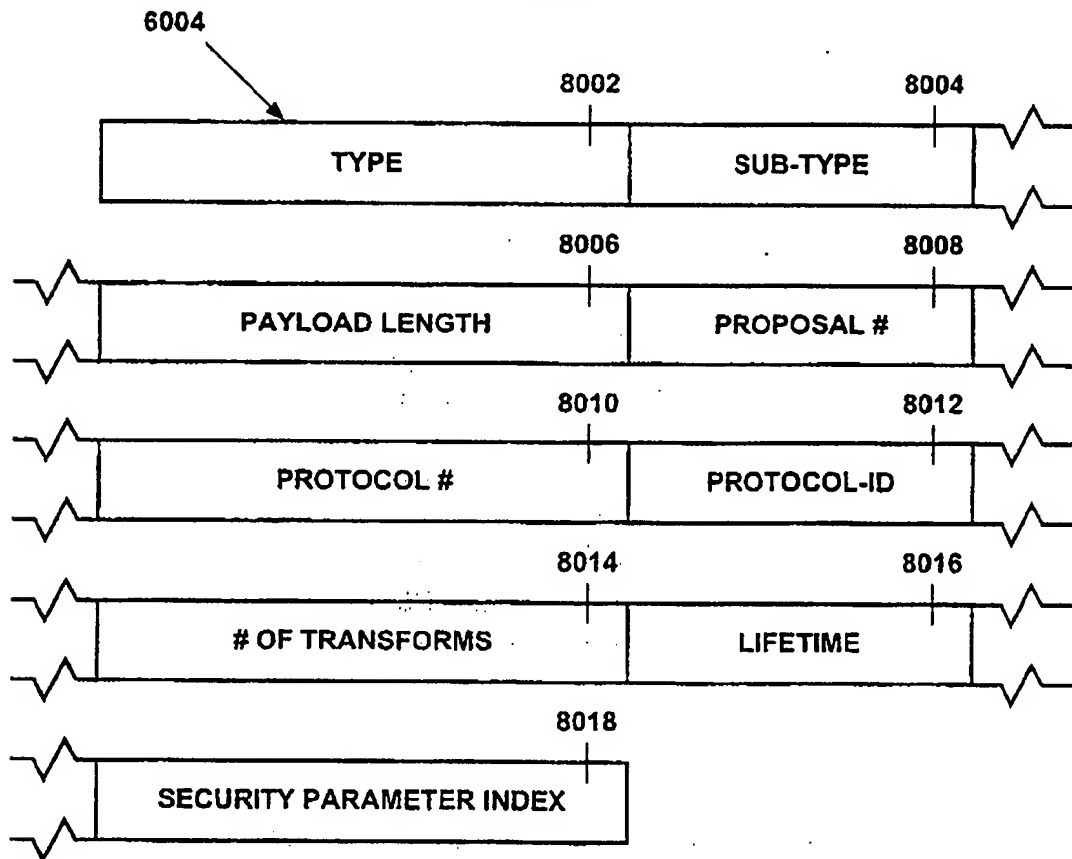 6004
8002 8004
TYPE SUB-TYPE
8006 8008
PAYLOAD LENGTH PROPOSAL #
8010 8012
PROTOCOL # PROTOCOL-ID
8014 8016
# OF TRANSFORMS LIFETIME
8018
SECURITY PARAMETER INDEX